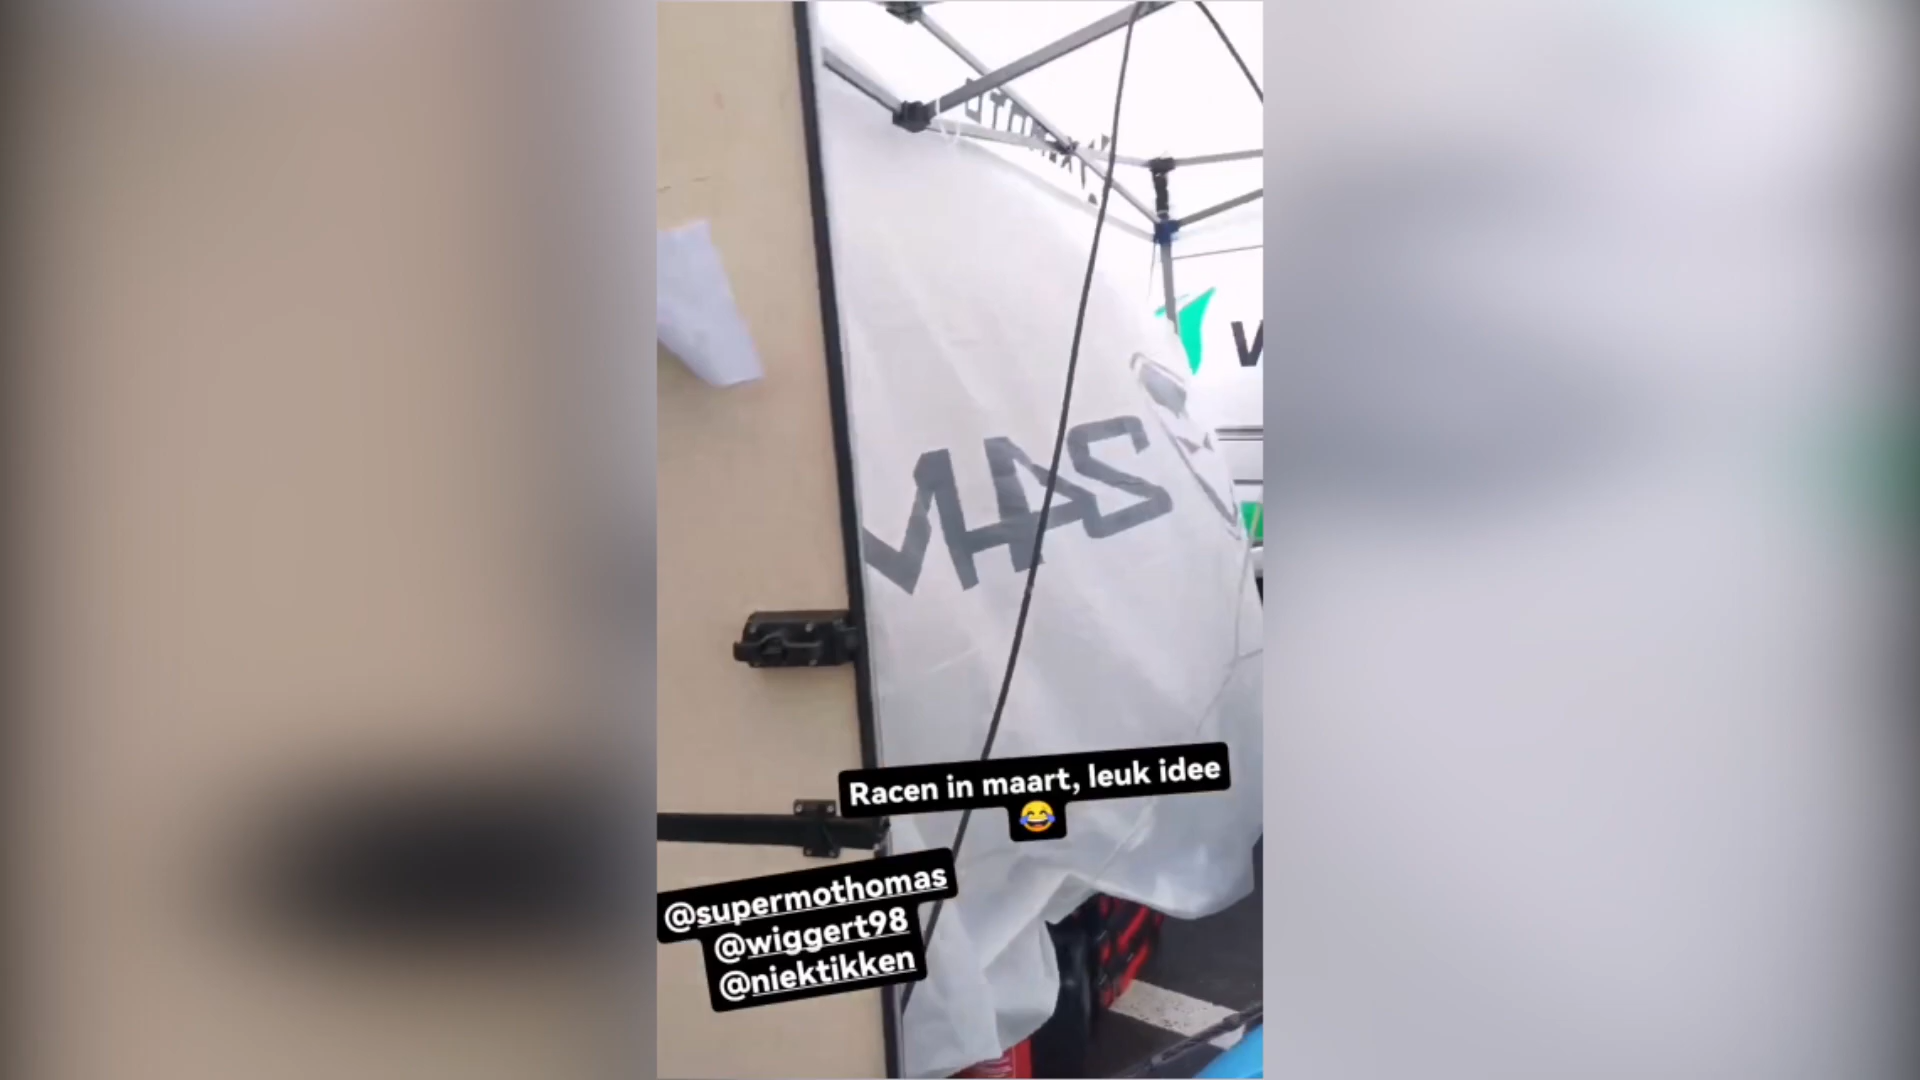 Racen in maart, leuk idee
😂
@supermothomas
@wiggert98
@niektikken